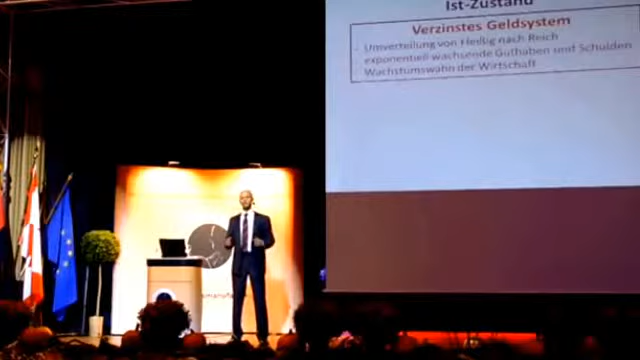 Ist-Zustand
Verzinstes Geldsystem
Umverteilung von Fleißig nach Reich
exponentiell wachsende Guthaben und Schulden
Wachstumswahn der Wirtschaft